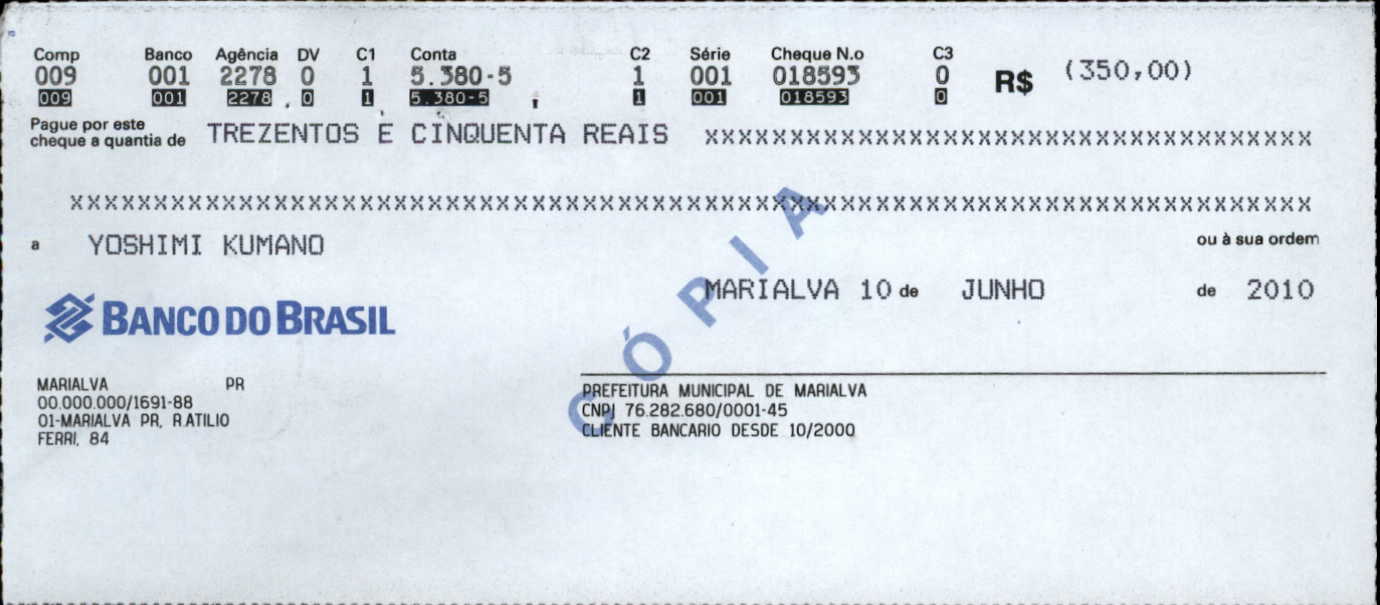 Comp Banco Agência DV C1 Conta C2 Série Cheque N.o C3
009 001 2278 0 1 5.380-5 1 001 018593 0 R$ (350,00)
009 001 2278 0 1 5.380-5 1 001 018593 0
Pague por este
cheque a quantia de TREZENTOS E CINQUENTA REAIS XXXXXXXXXXXXXXXXXXXXXXXXXXXXXXXXXXXX
XXXXXXXXXXXXXXXXXXXXXXXXXXXXXXXXXXXXXXXXXXXXXXXXXXXXXXXXXXXXXXXXXXXXXXXXX
a YOSHIMI KUMANO ou à sua ordem
MARIALVA 10 de JUNHO de 2010
BANCO DO BRASIL
CÓPIA
MARIALVA PR
00.000.000/1691-88
01-MARIALVA PR, R.ATILIO
FERRI, 84
PREFEITURA MUNICIPAL DE MARIALVA
CNPJ 76.282.680/0001-45
CLIENTE BANCARIO DESDE 10/2000